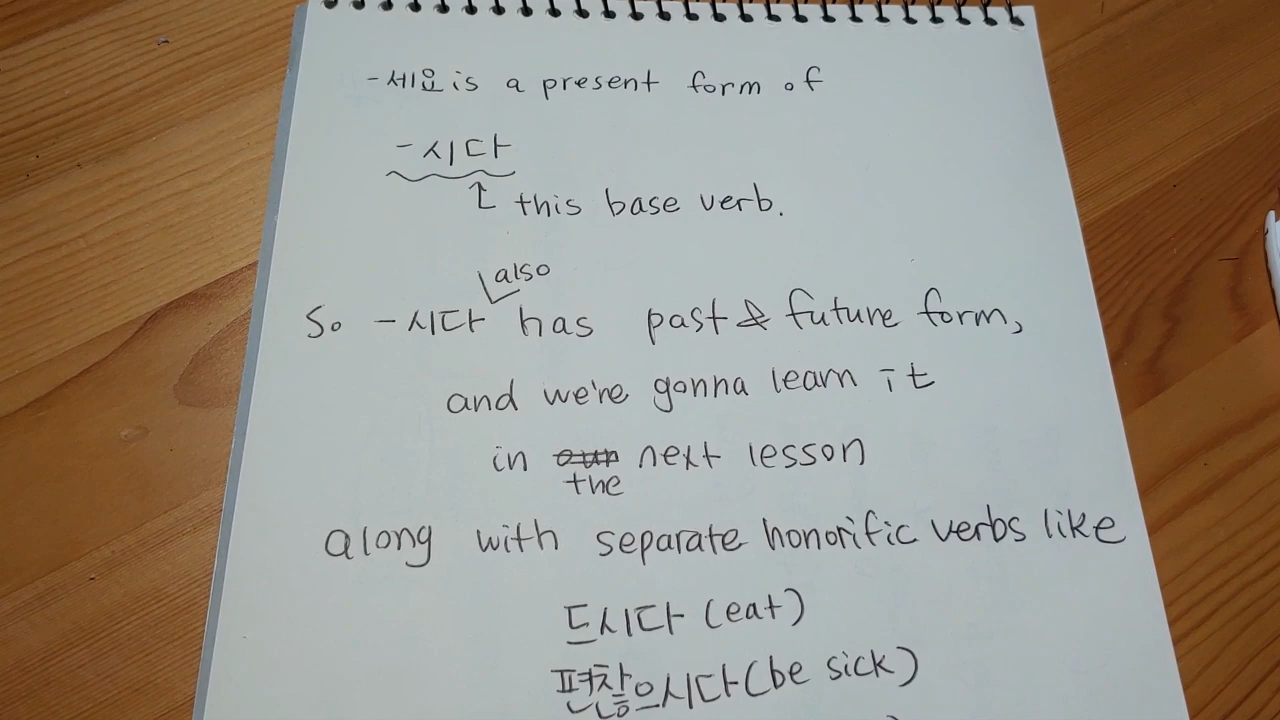 -세요 is a present form of
-시다
this base verb.
also
So -시다 has past & future form,
and we're gonna learn it
in our next lesson
the
along with separate honorific verbs like
드시다 (eat)
편찮으시다 (be sick)